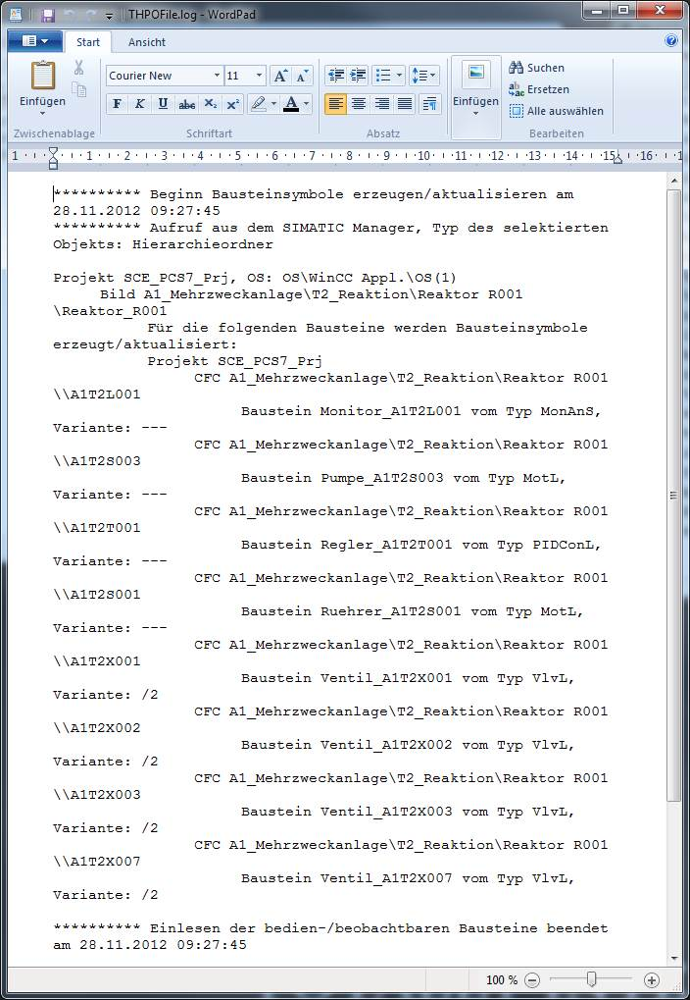 THPOFile.log - WordPad
Start Ansicht
Einfügen
Zwischenablage
Courier New 11
F K U abc X₂ X²
Schriftart
Absatz
Einfügen
Suchen
Ersetzen
Alle auswählen
Bearbeiten
1 1 2 3 4 5 6 7 8 9 10 11 12 13 14 15 16
********** Beginn Bausteinsymbole erzeugen/aktualisieren am
28.11.2012 09:27:45
********** Aufruf aus dem SIMATIC Manager, Typ des selektierten
Objekts: Hierarchieordner
Projekt SCE_PCS7_Prj, OS: OS\WinCC Appl.\OS(1)
Bild A1_Mehrzweckanlage\T2_Reaktion\Reaktor R001
\Reaktor_R001
Für die folgenden Bausteine werden Bausteinsymbole
erzeugt/aktualisiert:
Projekt SCE_PCS7_Prj
CFC A1_Mehrzweckanlage\T2_Reaktion\Reaktor R001
\\A1T2L001
Baustein Monitor_A1T2L001 vom Typ MonAnS,
Variante: ---
CFC A1_Mehrzweckanlage\T2_Reaktion\Reaktor R001
\\A1T2S003
Baustein Pumpe_A1T2S003 vom Typ MotL,
Variante: ---
CFC A1_Mehrzweckanlage\T2_Reaktion\Reaktor R001
\\A1T2T001
Baustein Regler_A1T2T001 vom Typ PIDConL,
Variante: ---
CFC A1_Mehrzweckanlage\T2_Reaktion\Reaktor R001
\\A1T2S001
Baustein Ruehrer_A1T2S001 vom Typ MotL,
Variante: ---
CFC A1_Mehrzweckanlage\T2_Reaktion\Reaktor R001
\\A1T2X001
Baustein Ventil_A1T2X001 vom Typ VlvL,
Variante: /2
CFC A1_Mehrzweckanlage\T2_Reaktion\Reaktor R001
\\A1T2X002
Baustein Ventil_A1T2X002 vom Typ VlvL,
Variante: /2
CFC A1_Mehrzweckanlage\T2_Reaktion\Reaktor R001
\\A1T2X003
Baustein Ventil_A1T2X003 vom Typ VlvL,
Variante: /2
CFC A1_Mehrzweckanlage\T2_Reaktion\Reaktor R001
\\A1T2X007
Baustein Ventil_A1T2X007 vom Typ VlvL,
Variante: /2
********** Einlesen der bedien-/beobachtbaren Bausteine beendet
am 28.11.2012 09:27:45
100 %